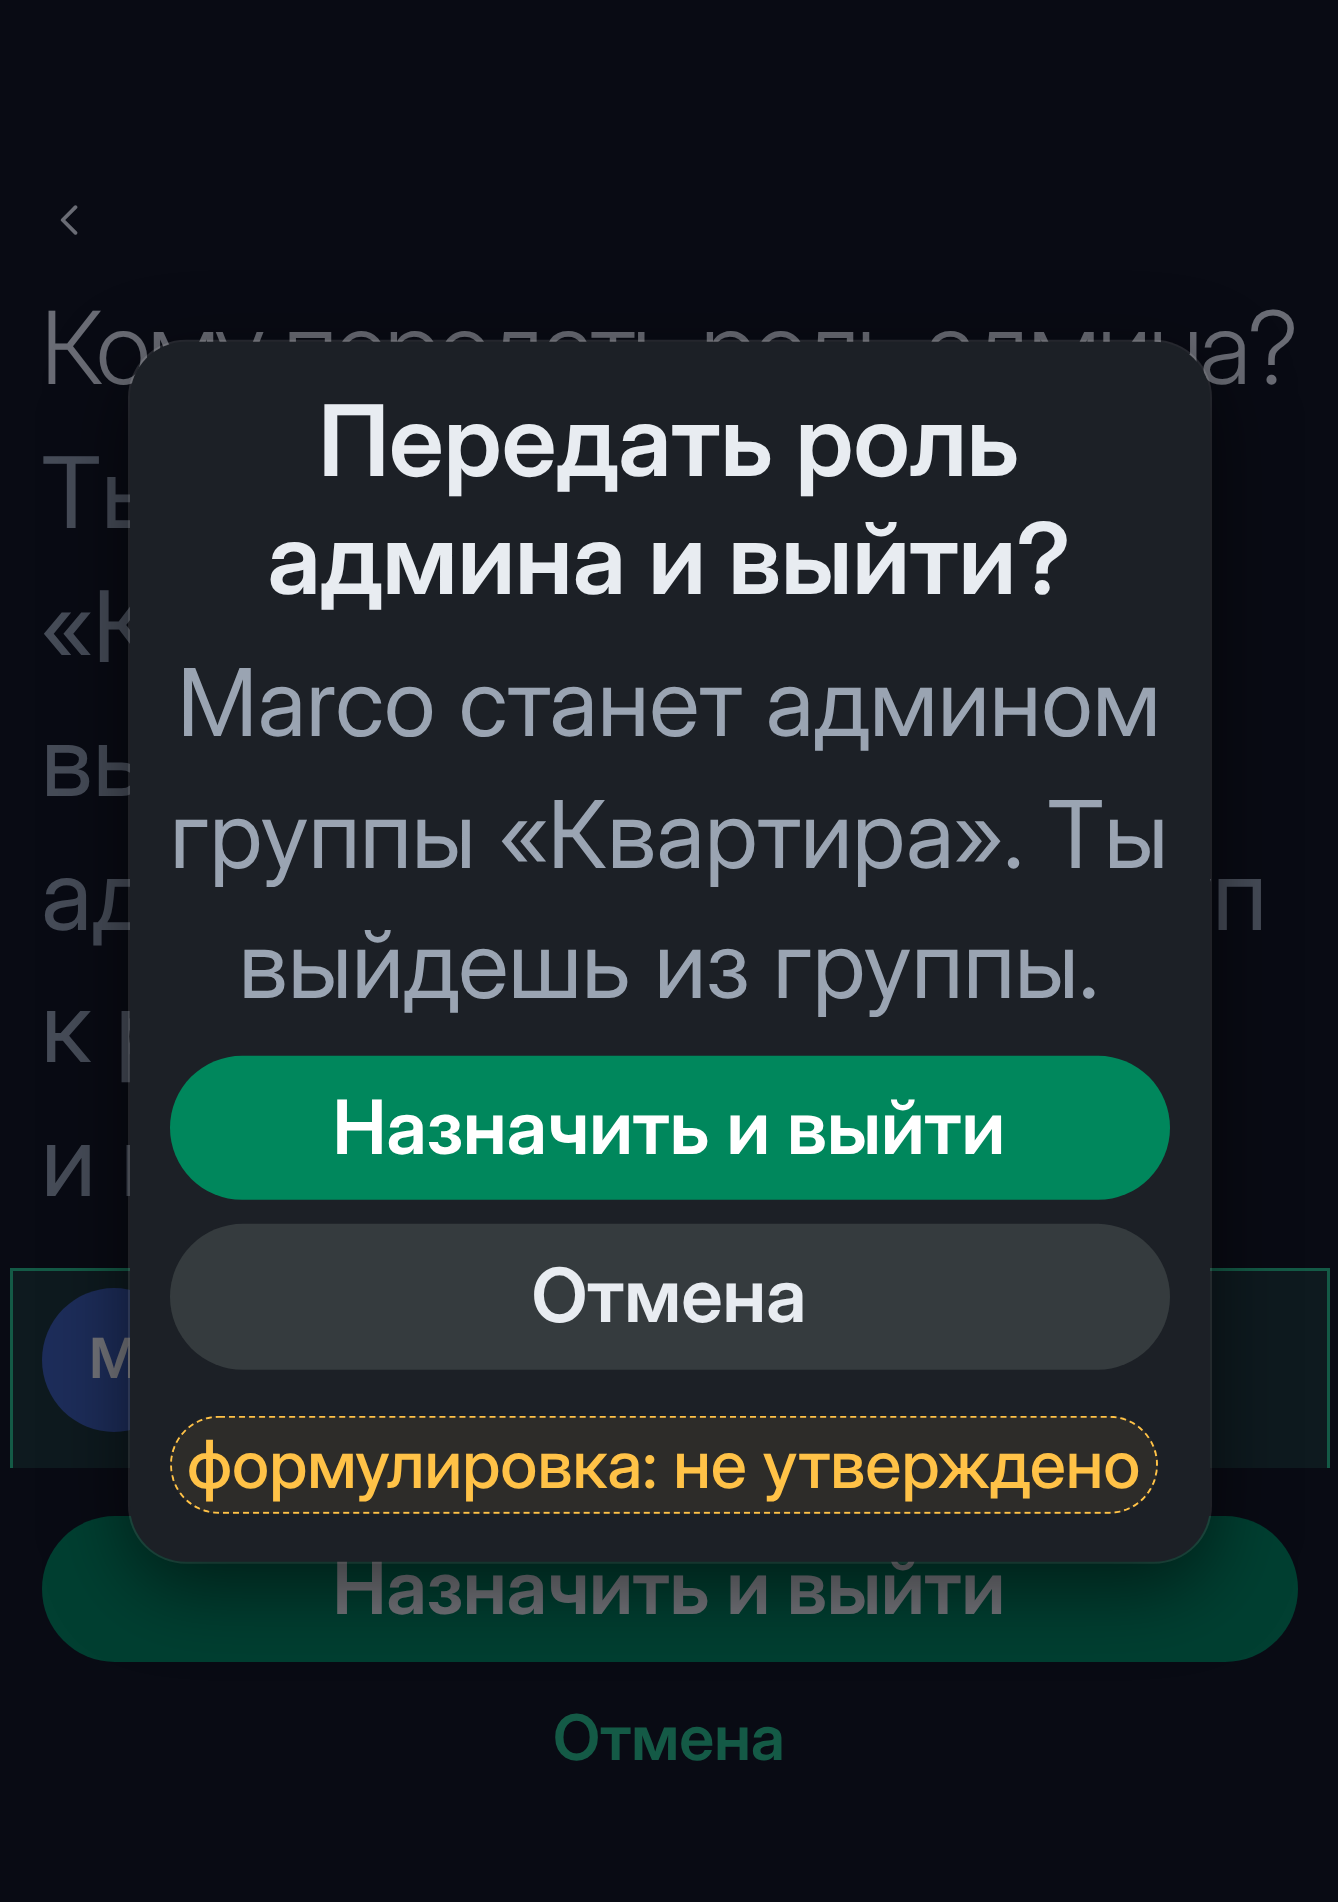 Передать роль
админа и выйти?
Marco станет админом
группы «Квартира». Ты
выйдешь из группы.
Назначить и выйти
Отмена
формулировка: не утверждено
Назначить и выйти
Отмена